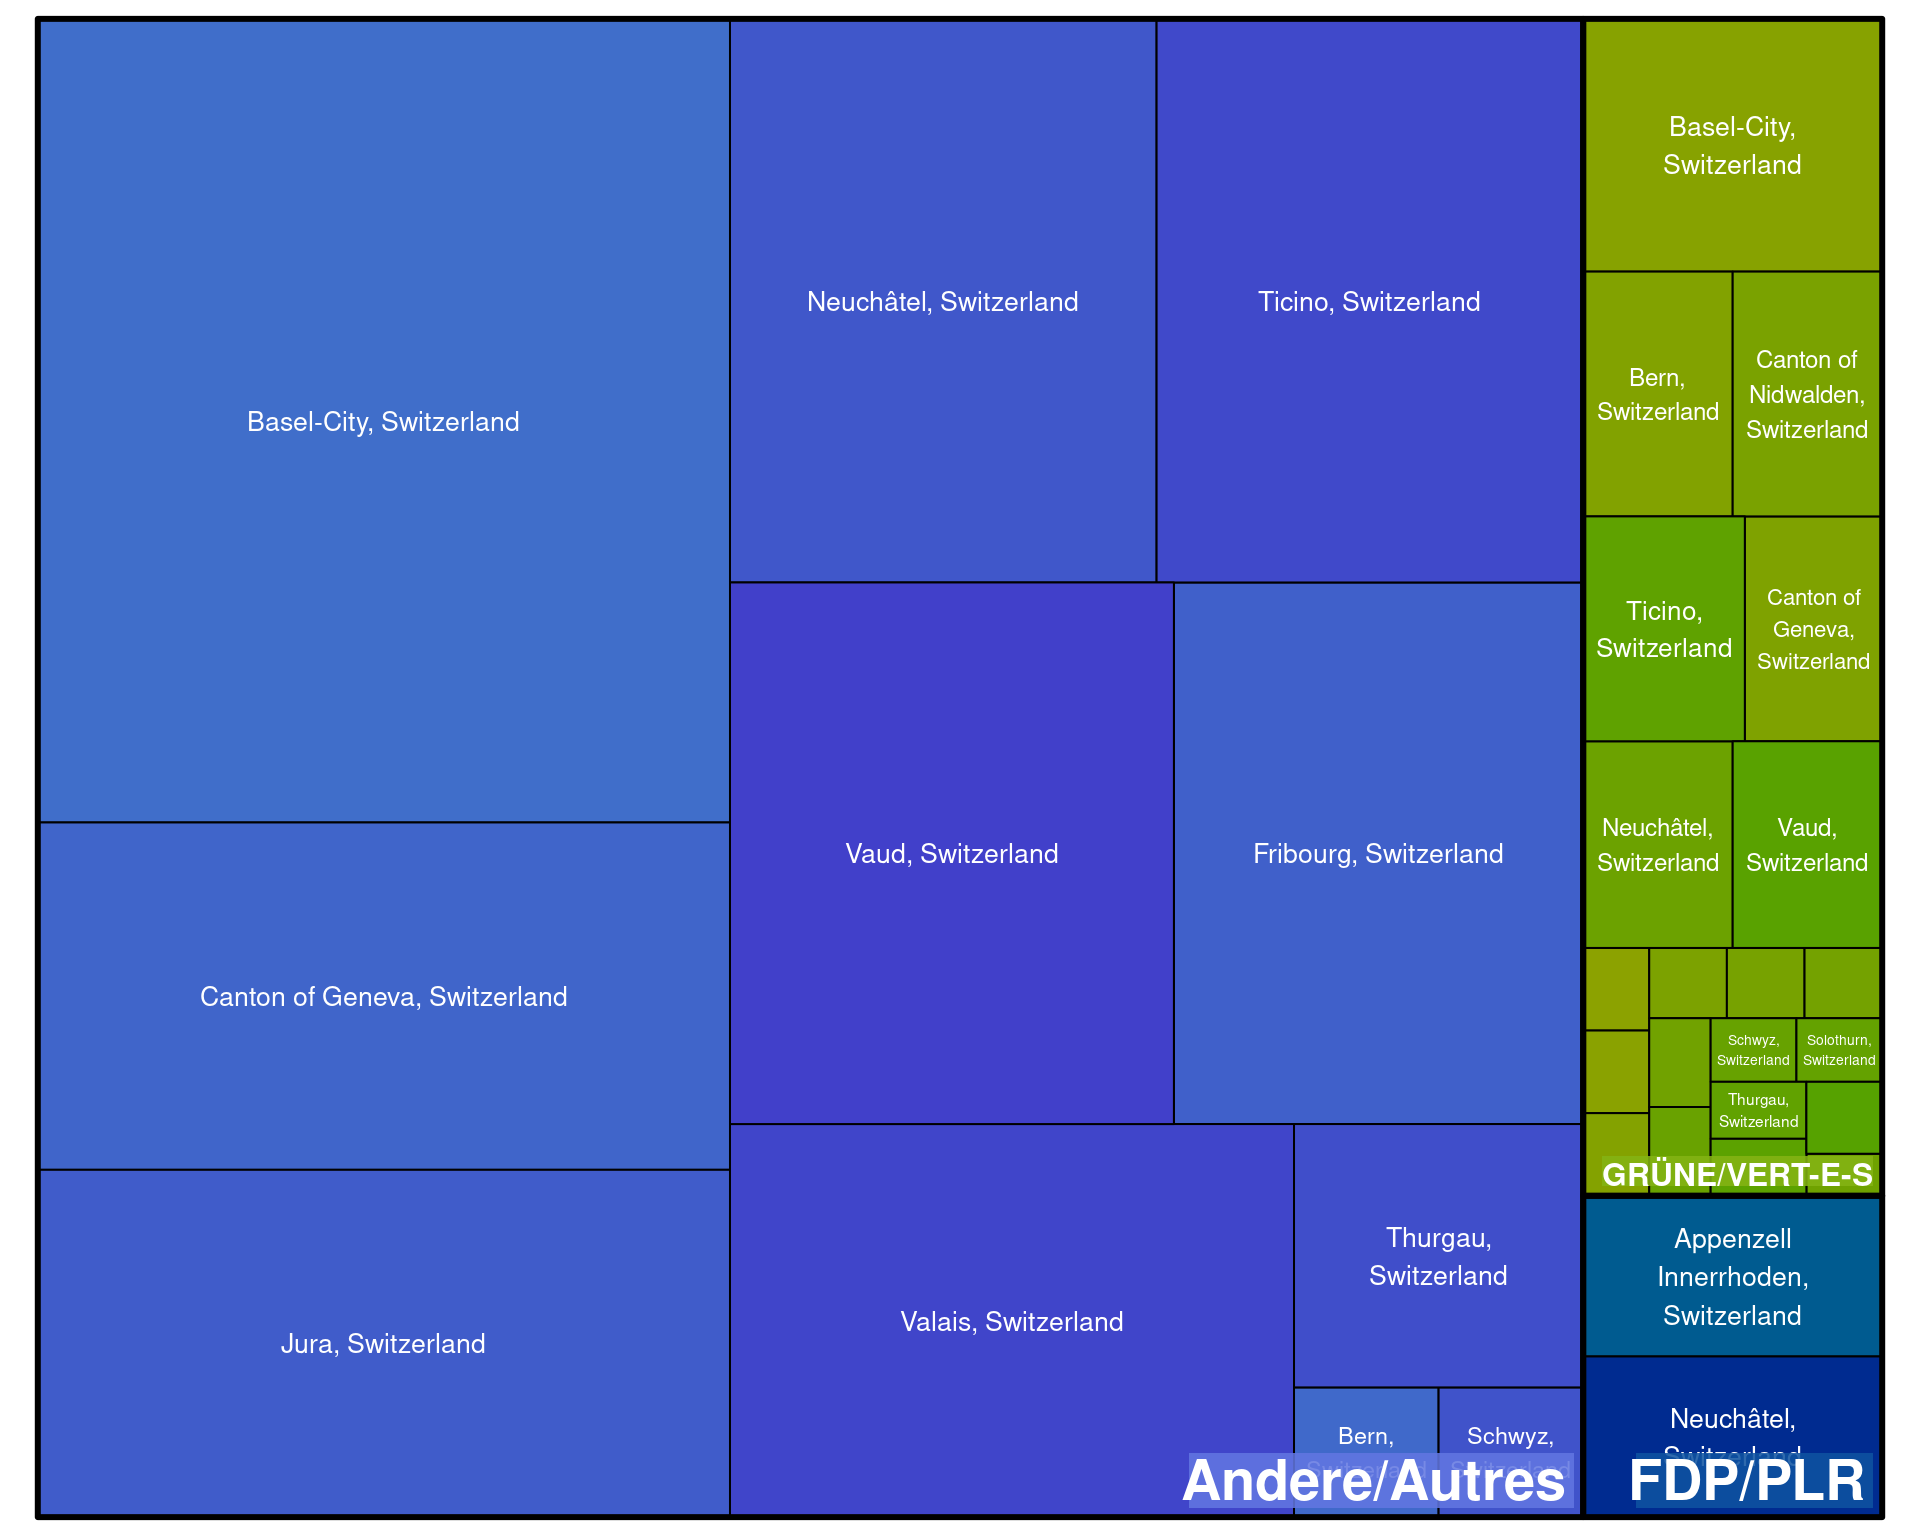 Basel-City, Switzerland
Canton of Geneva, Switzerland
Jura, Switzerland
Neuchâtel, Switzerland
Ticino, Switzerland
Vaud, Switzerland
Fribourg, Switzerland
Valais, Switzerland
Thurgau,
Switzerland
Bern,
Switzerland
Schwyz,
Switzerland
Andere/Autres
Basel-City,
Switzerland
Bern,
Switzerland
Canton of
Nidwalden,
Switzerland
Ticino,
Switzerland
Canton of
Geneva,
Switzerland
Neuchâtel,
Switzerland
Vaud,
Switzerland
Schwyz,
Switzerland
Solothurn,
Switzerland
Thurgau,
Switzerland
GRÜNE/VERT-E-S
Appenzell
Innerrhoden,
Switzerland
Neuchâtel,
Switzerland
FDP/PLR